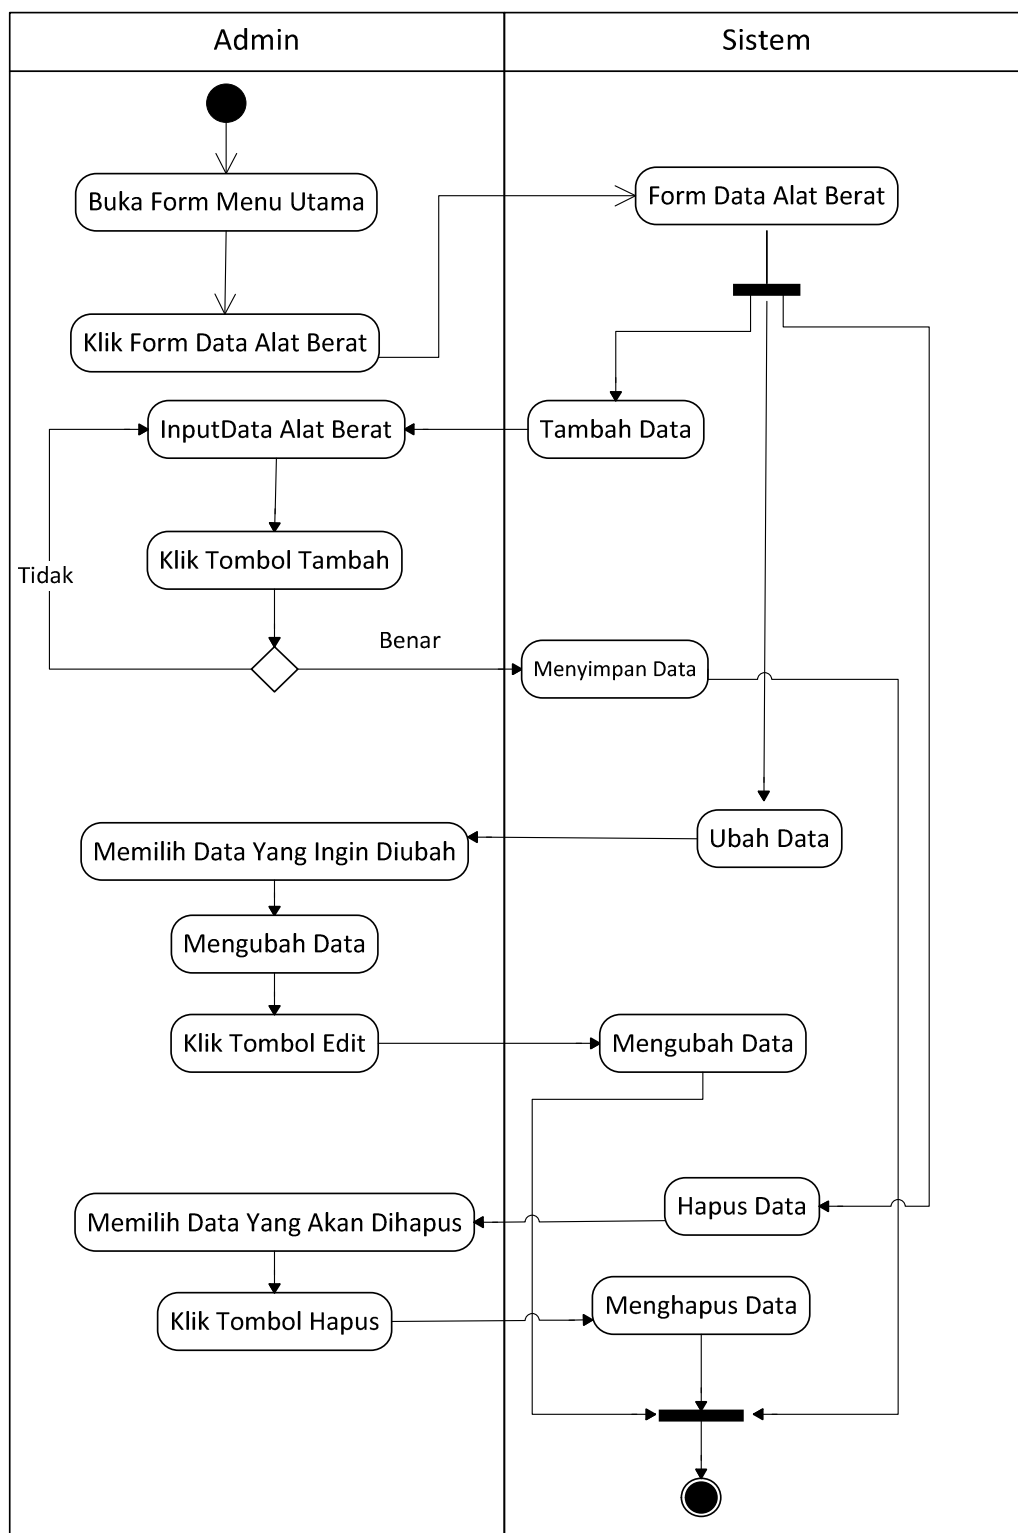 Admin
Sistem
Buka Form Menu Utama
Form Data Alat Berat
Klik Form Data Alat Berat
InputData Alat Berat
Tambah Data
Klik Tombol Tambah
Tidak
Benar
Menyimpan Data
Ubah Data
Memilih Data Yang Ingin Diubah
Mengubah Data
Klik Tombol Edit
Mengubah Data
Hapus Data
Memilih Data Yang Akan Dihapus
Menghapus Data
Klik Tombol Hapus